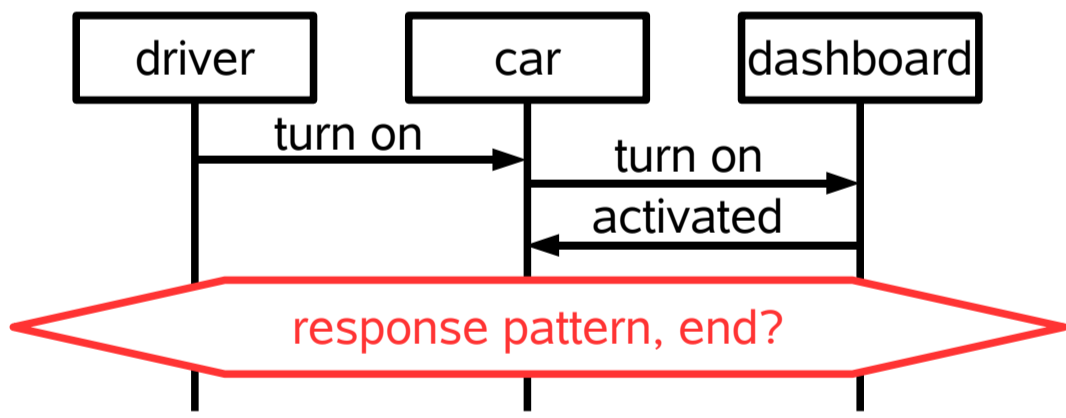 driver
car
dashboard
turn on
turn on
activated
response pattern, end?